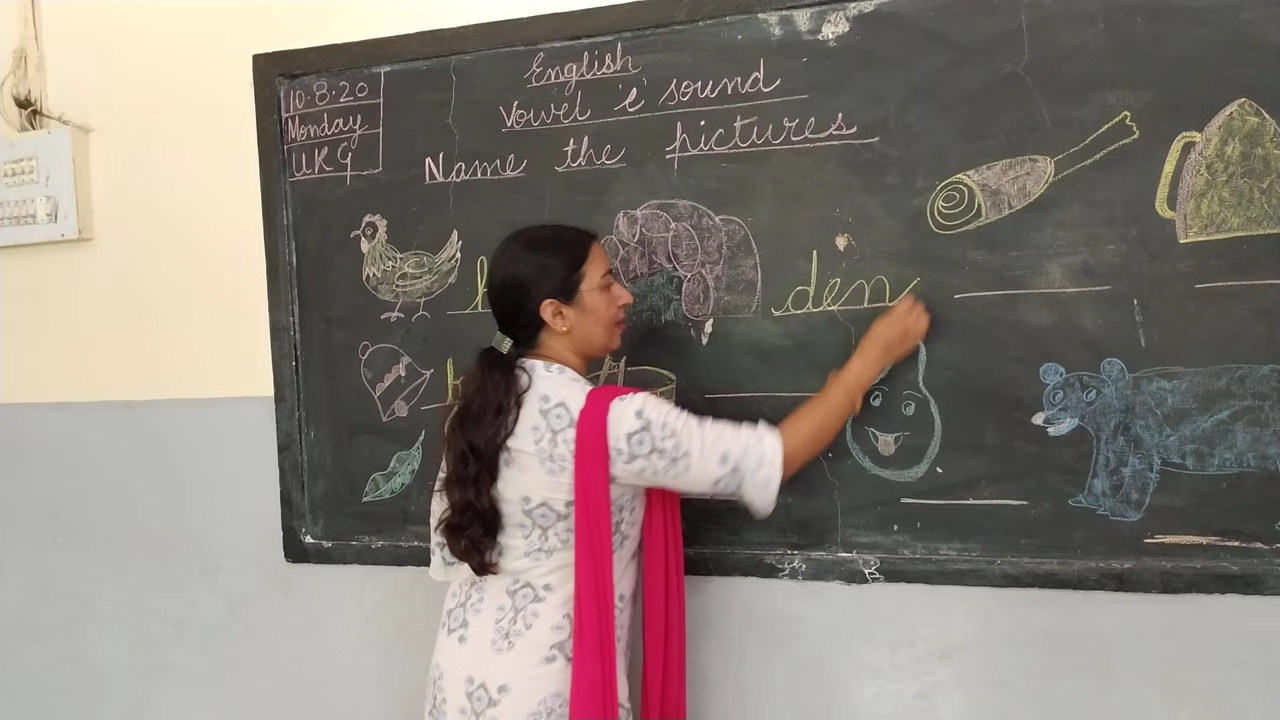 10.8.20
Monday
UKG
English
Vowel 'e' sound
Name the pictures
den